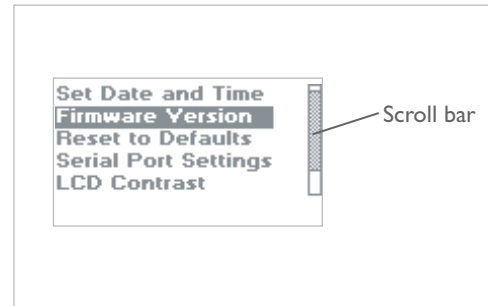 Set Date and Time
Firmware Version
Reset to Defaults
Serial Port Settings
LCD Contrast
Scroll bar